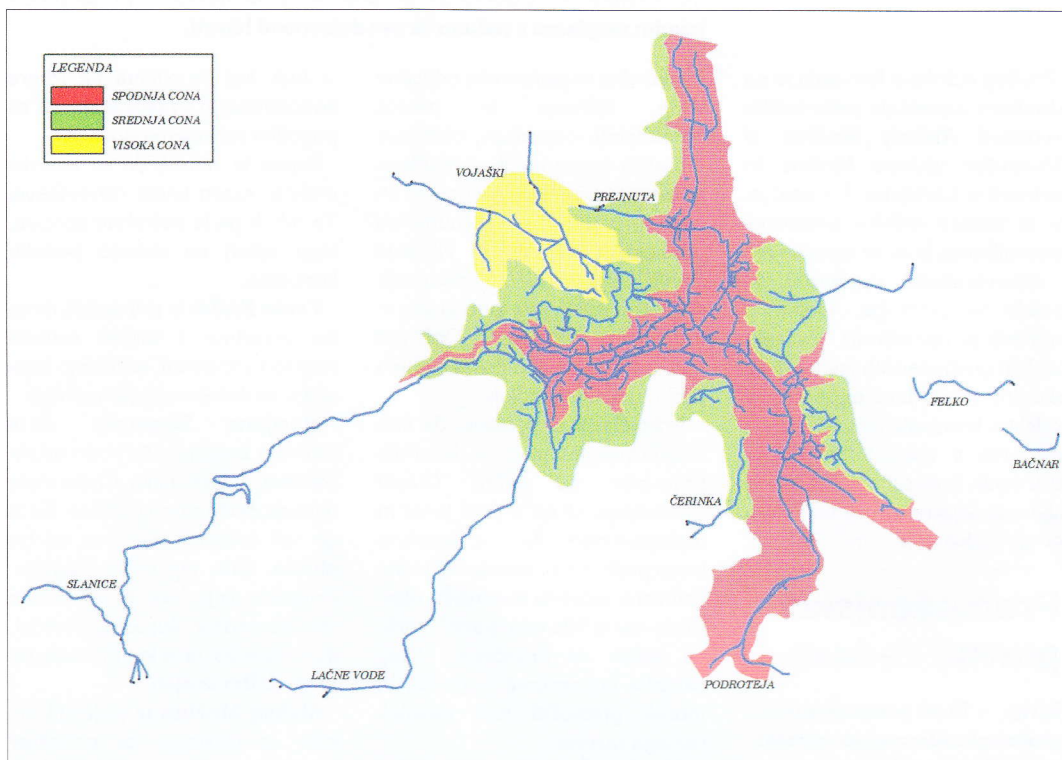 LEGENDA
SPODNJA CONA
SREDNJA CONA
VISOKA CONA
VOJAŠKI
PREJNUTA
FELKO
BAČNAR
ČERINKA
SLANICE
LAČNE VODE
PODROTEJA